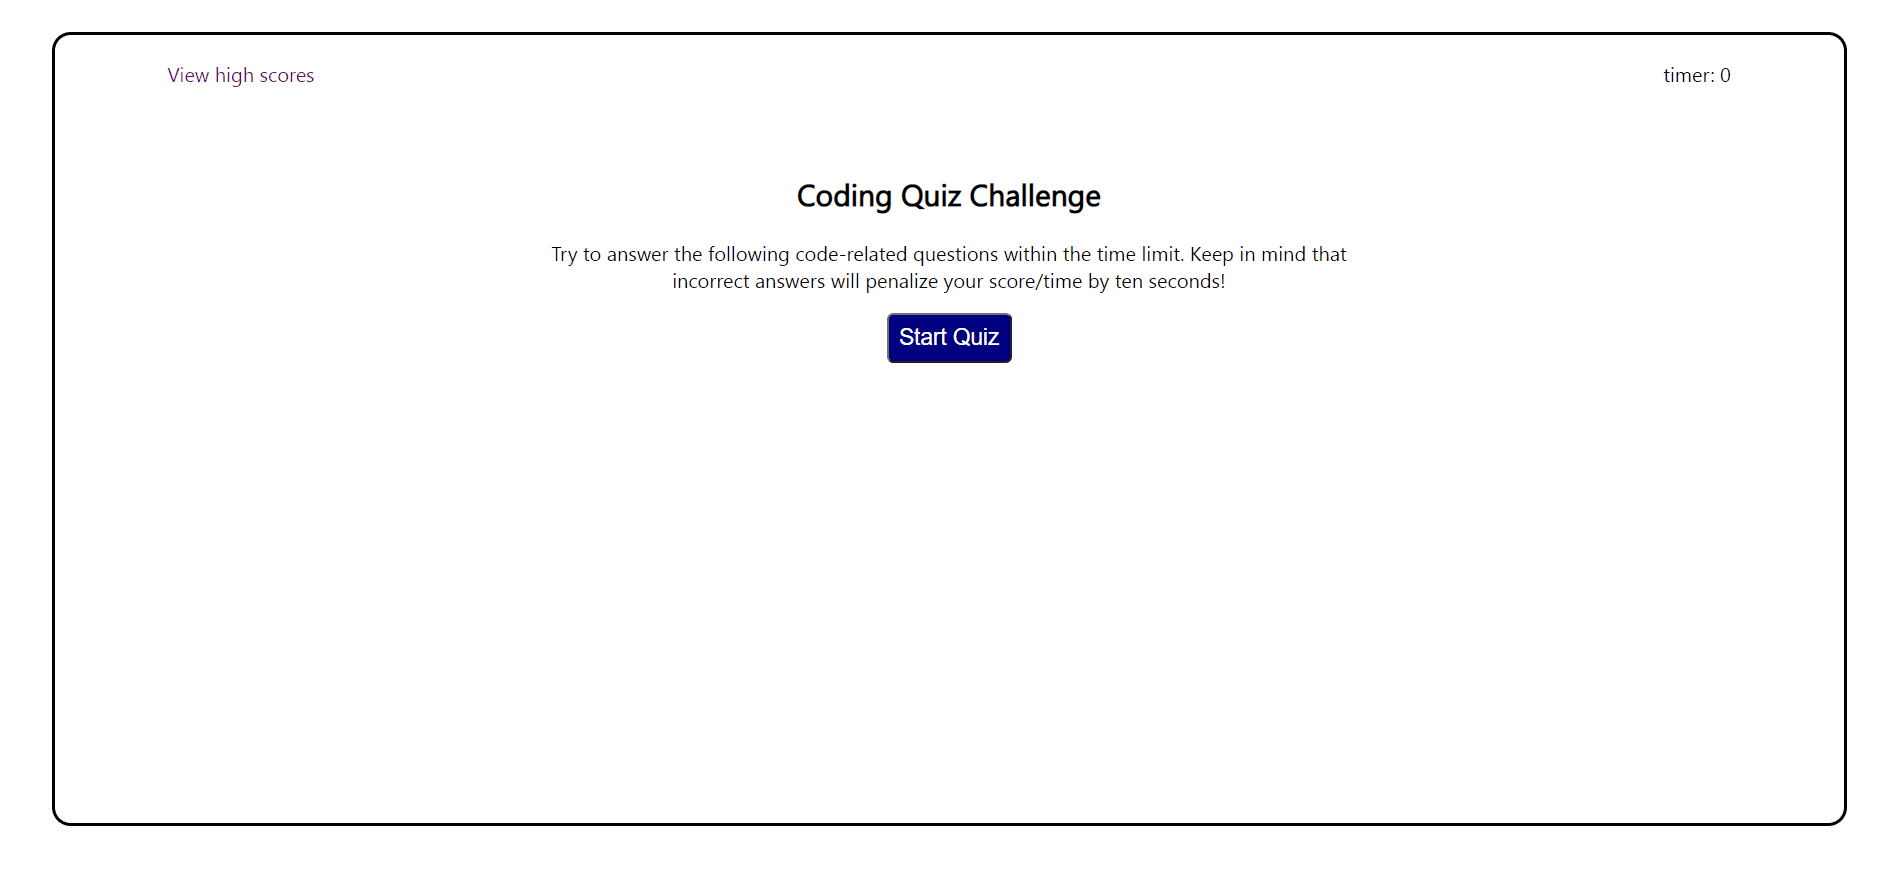 View high scores
timer: 0
Coding Quiz Challenge
Try to answer the following code-related questions within the time limit. Keep in mind that
incorrect answers will penalize your score/time by ten seconds!
Start Quiz